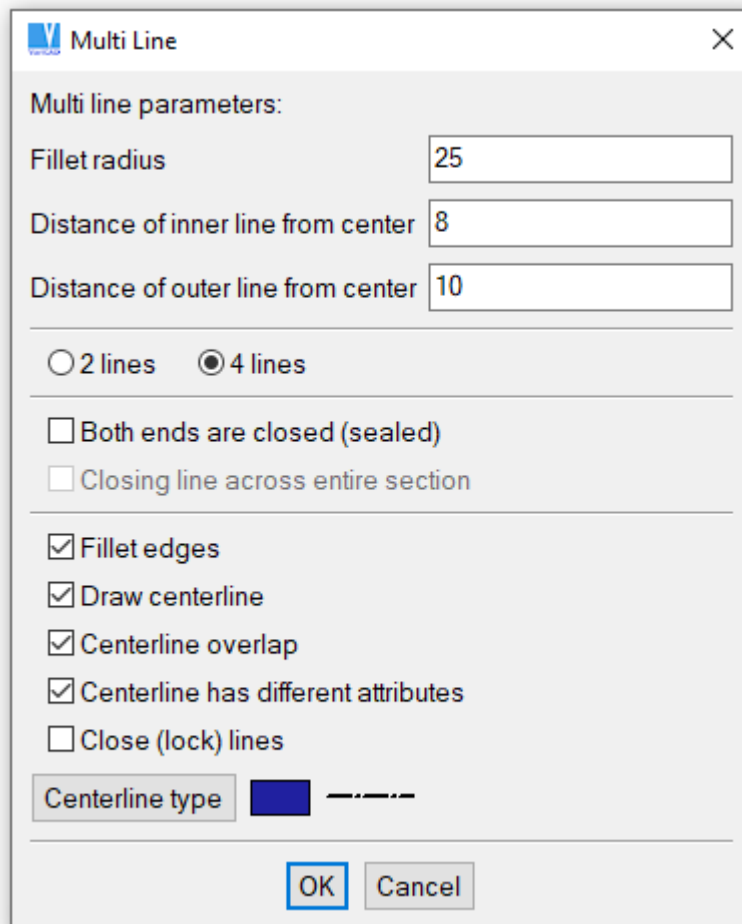 Multi Line
Multi line parameters:
Fillet radius 25
Distance of inner line from center 8
Distance of outer line from center 10
2 lines 4 lines
Both ends are closed (sealed)
Closing line across entire section
Fillet edges
Draw centerline
Centerline overlap
Centerline has different attributes
Close (lock) lines
Centerline type
OK Cancel